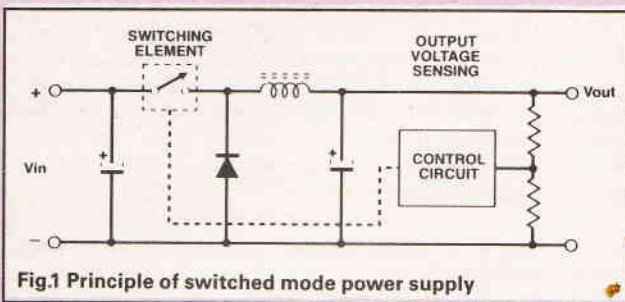 SWITCHING
ELEMENT
OUTPUT
VOLTAGE
SENSING
+
Vout
+
+
Vin
CONTROL
CIRCUIT
−
Fig.1 Principle of switched mode power supply